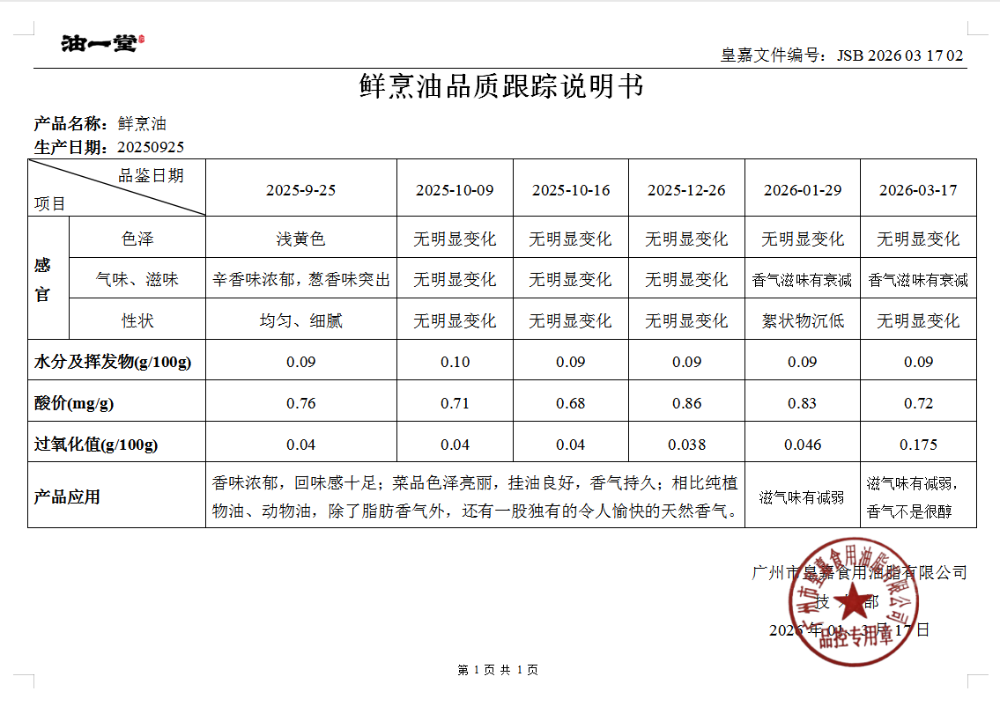 油一堂
皇嘉文件编号：JSB 2026 03 17 02
鲜烹油品质跟踪说明书
产品名称：鲜烹油
生产日期：20250925
品鉴日期
项目
2025-9-25 2025-10-09 2025-10-16 2025-12-26 2026-01-29 2026-03-17
感官
色泽 浅黄色 无明显变化 无明显变化 无明显变化 无明显变化 无明显变化
气味、滋味 辛香味浓郁，葱香味突出 无明显变化 无明显变化 无明显变化 香气滋味有衰减 香气滋味有衰减
性状 均匀、细腻 无明显变化 无明显变化 无明显变化 絮状物沉低 无明显变化
水分及挥发物(g/100g) 0.09 0.10 0.09 0.09 0.09 0.09
酸价(mg/g) 0.76 0.71 0.68 0.86 0.83 0.72
过氧化值(g/100g) 0.04 0.04 0.04 0.038 0.046 0.175
产品应用
香味浓郁，回味感十足；菜品色泽亮丽，挂油良好，香气持久；相比纯植
物油、动物油，除了脂肪香气外，还有一股独有的令人愉快的天然香气。
滋气味有减弱
滋气味有减弱，
香气不是很醇
广州市皇嘉食用油脂有限公司
技术部
2026 年 01 3 月 17 日
广州市皇嘉食用油脂有限公司
品控专用章
第 1 页 共 1 页